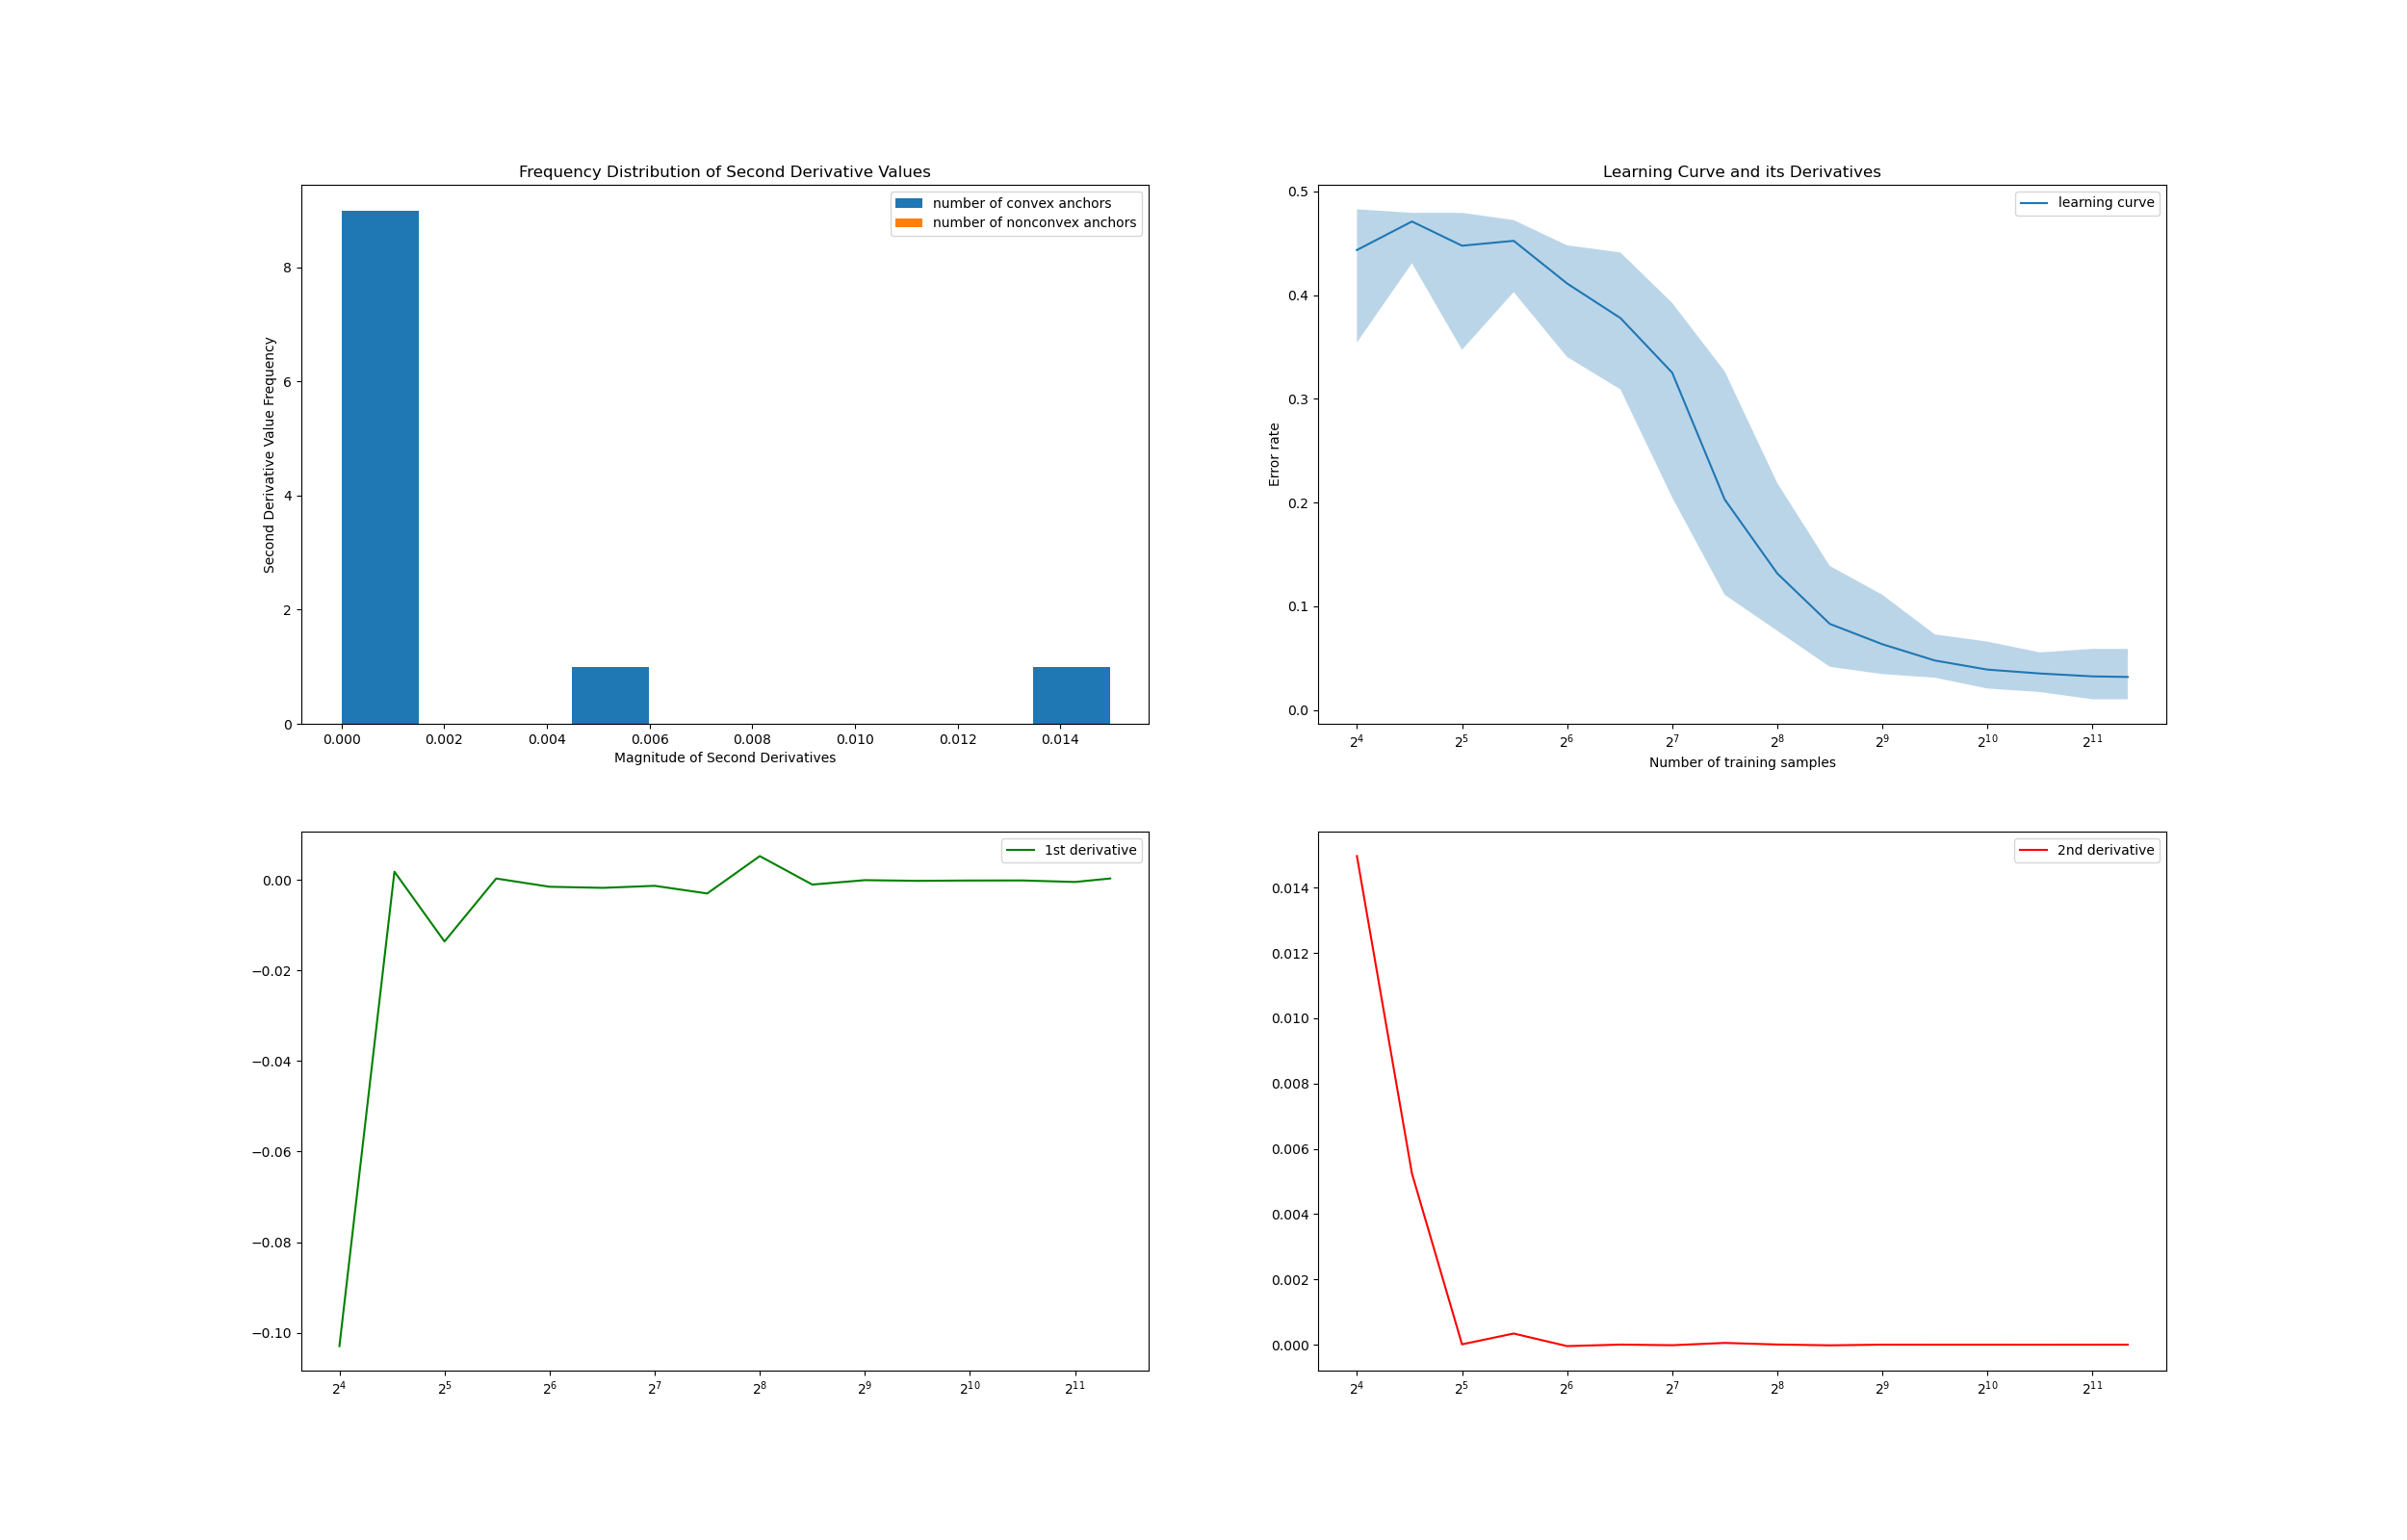 Frequency Distribution of Second Derivative Values
number of convex anchors
number of nonconvex anchors
Second Derivative Value Frequency
8
6
4
2
0
0.000 0.002 0.004 0.006 0.008 0.010 0.012 0.014
Magnitude of Second Derivatives
Learning Curve and its Derivatives
learning curve
Error rate
0.5
0.4
0.3
0.2
0.1
0.0
2⁴ 2⁵ 2⁶ 2⁷ 2⁸ 2⁹ 2¹⁰ 2¹¹
Number of training samples
1st derivative
0.00
−0.02
−0.04
−0.06
−0.08
−0.10
2⁴ 2⁵ 2⁶ 2⁷ 2⁸ 2⁹ 2¹⁰ 2¹¹
2nd derivative
0.014
0.012
0.010
0.008
0.006
0.004
0.002
0.000
2⁴ 2⁵ 2⁶ 2⁷ 2⁸ 2⁹ 2¹⁰ 2¹¹